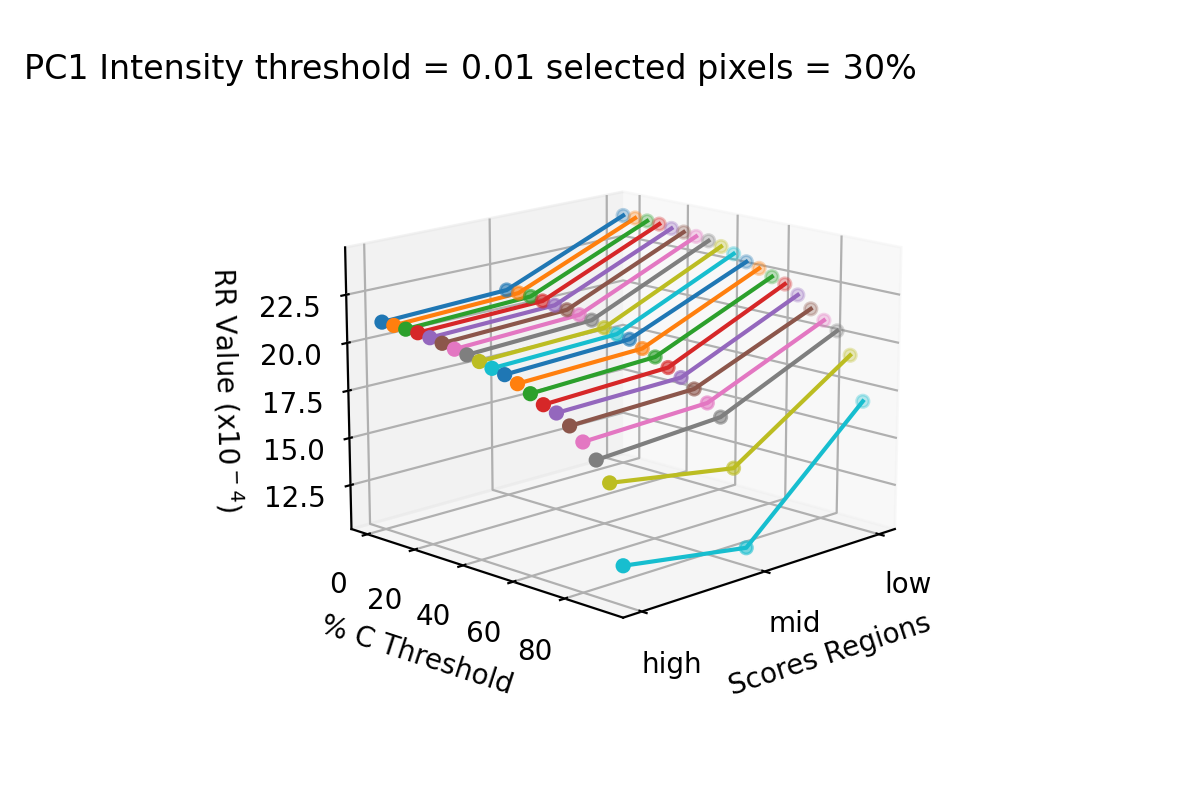 PC1 Intensity threshold = 0.01 selected pixels = 30%
RR Value (x10⁻⁴)
22.5
20.0
17.5
15.0
12.5
0
20
40
60
80
% C Threshold
high
mid
low
Scores Regions